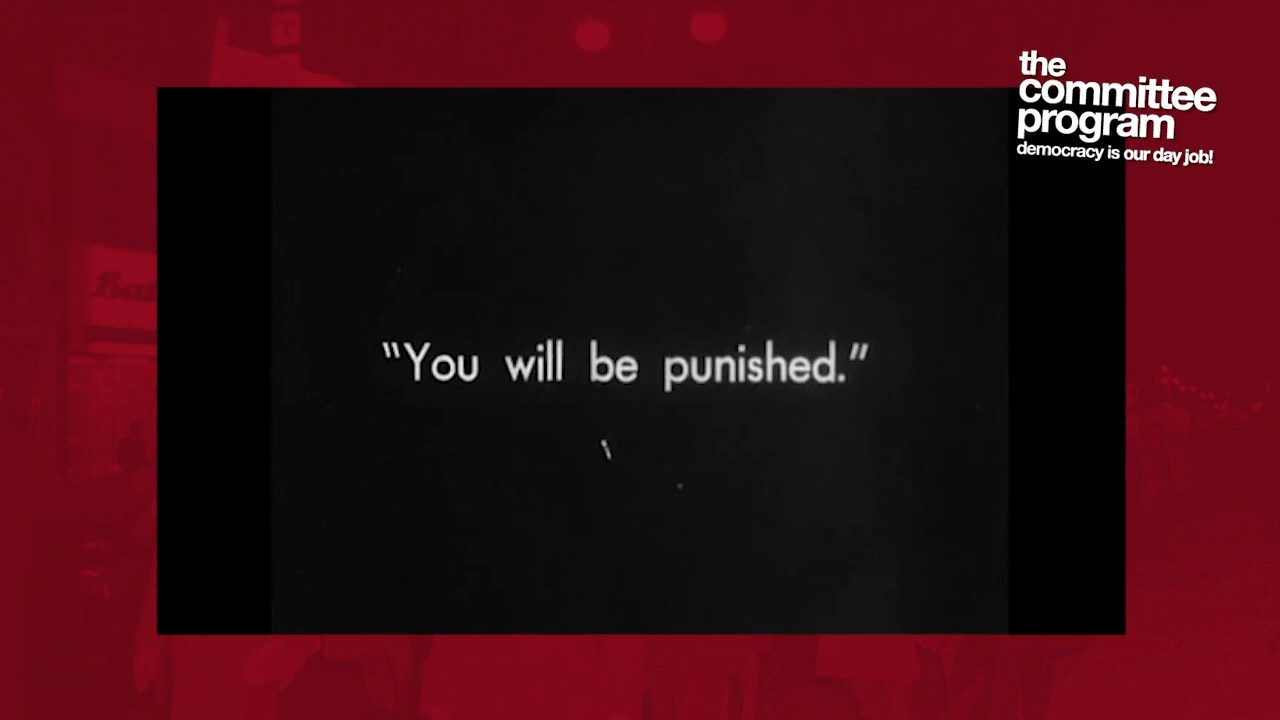 the
committee
program
democracy is our day job!
"You will be punished."